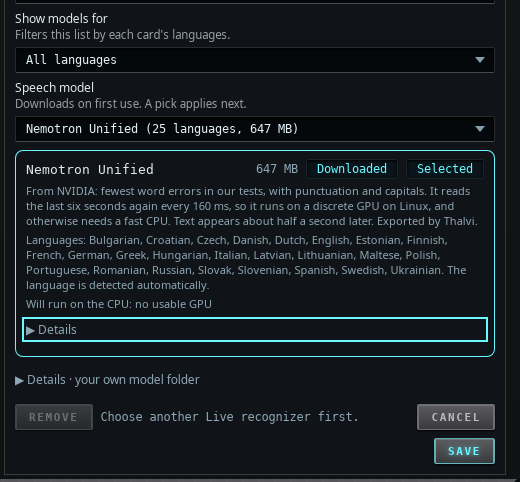 Show models for
Filters this list by each card's languages.
All languages
Speech model
Downloads on first use. A pick applies next.
Nemotron Unified (25 languages, 647 MB)
Nemotron Unified 647 MB Downloaded Selected
From NVIDIA: fewest word errors in our tests, with punctuation and capitals. It reads
the last six seconds again every 160 ms, so it runs on a discrete GPU on Linux, and
otherwise needs a fast CPU. Text appears about half a second later. Exported by Thalvi.
Languages: Bulgarian, Croatian, Czech, Danish, Dutch, English, Estonian, Finnish,
French, German, Greek, Hungarian, Italian, Latvian, Lithuanian, Maltese, Polish,
Portuguese, Romanian, Russian, Slovak, Slovenian, Spanish, Swedish, Ukrainian. The
language is detected automatically.
Will run on the CPU: no usable GPU
▶ Details
▶ Details · your own model folder
REMOVE Choose another Live recognizer first. CANCEL
SAVE